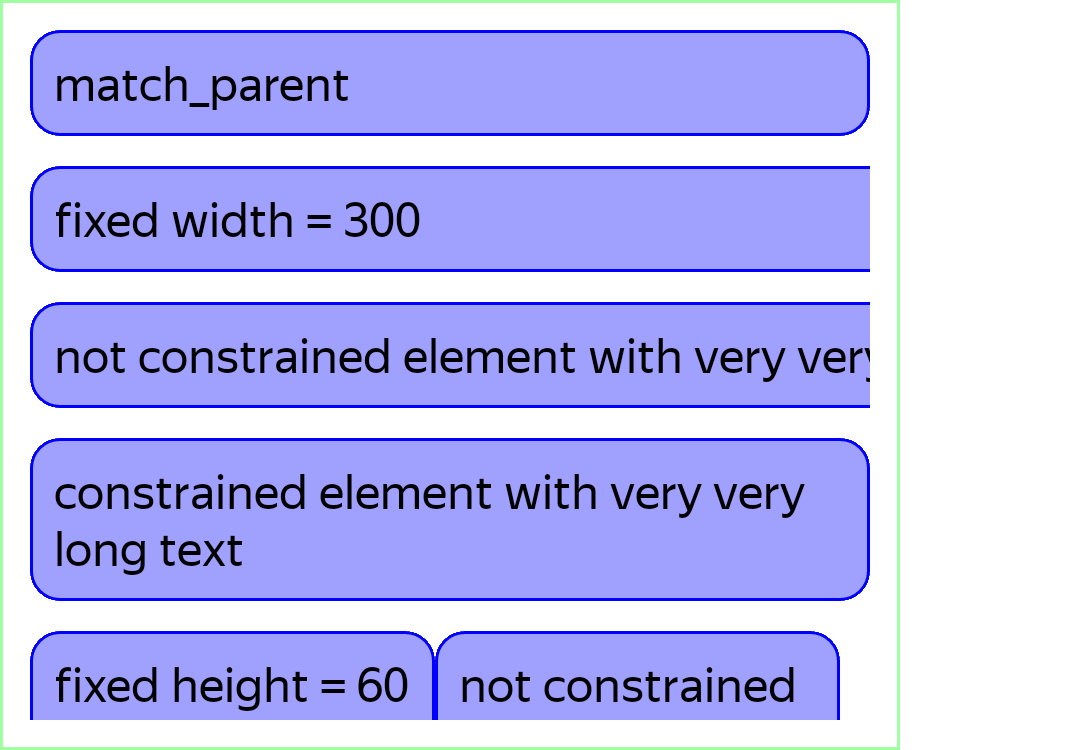 match_parent
fixed width = 300
not constrained element with very very
constrained element with very very
long text
fixed height = 60 not constrained